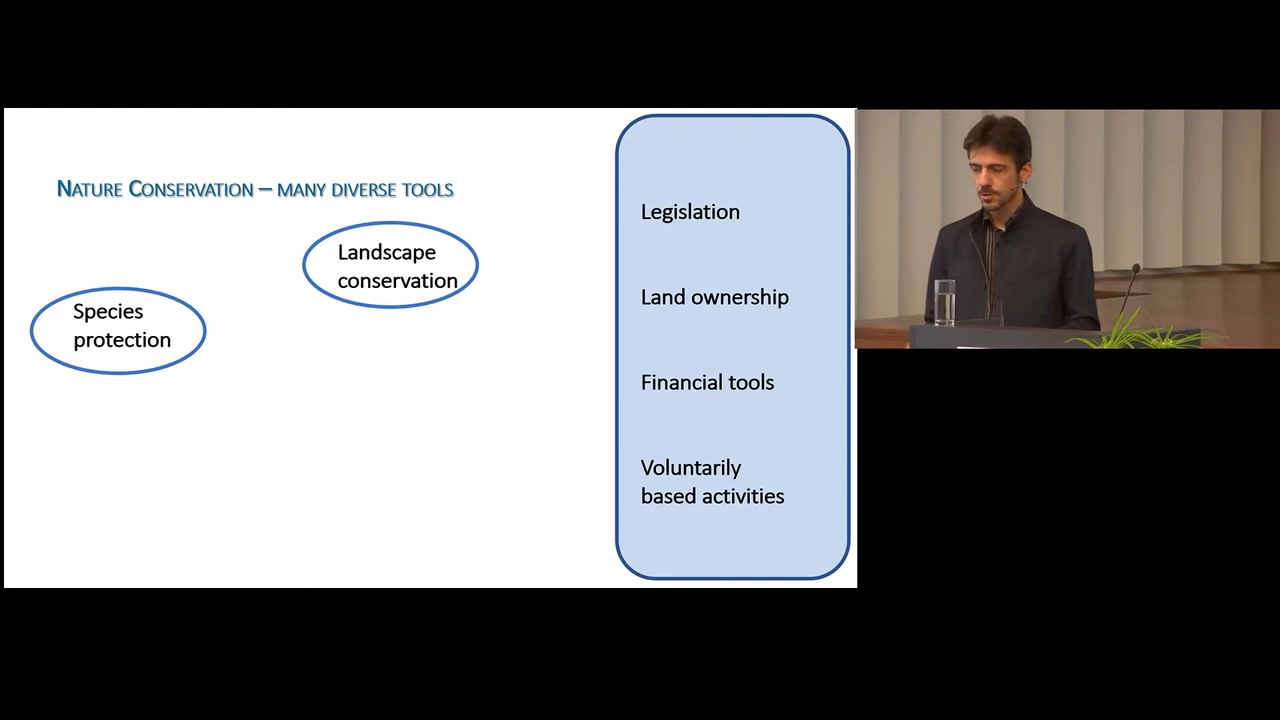 Nature Conservation – many diverse tools
Landscape
conservation
Species
protection
Legislation
Land ownership
Financial tools
Voluntarily
based activities